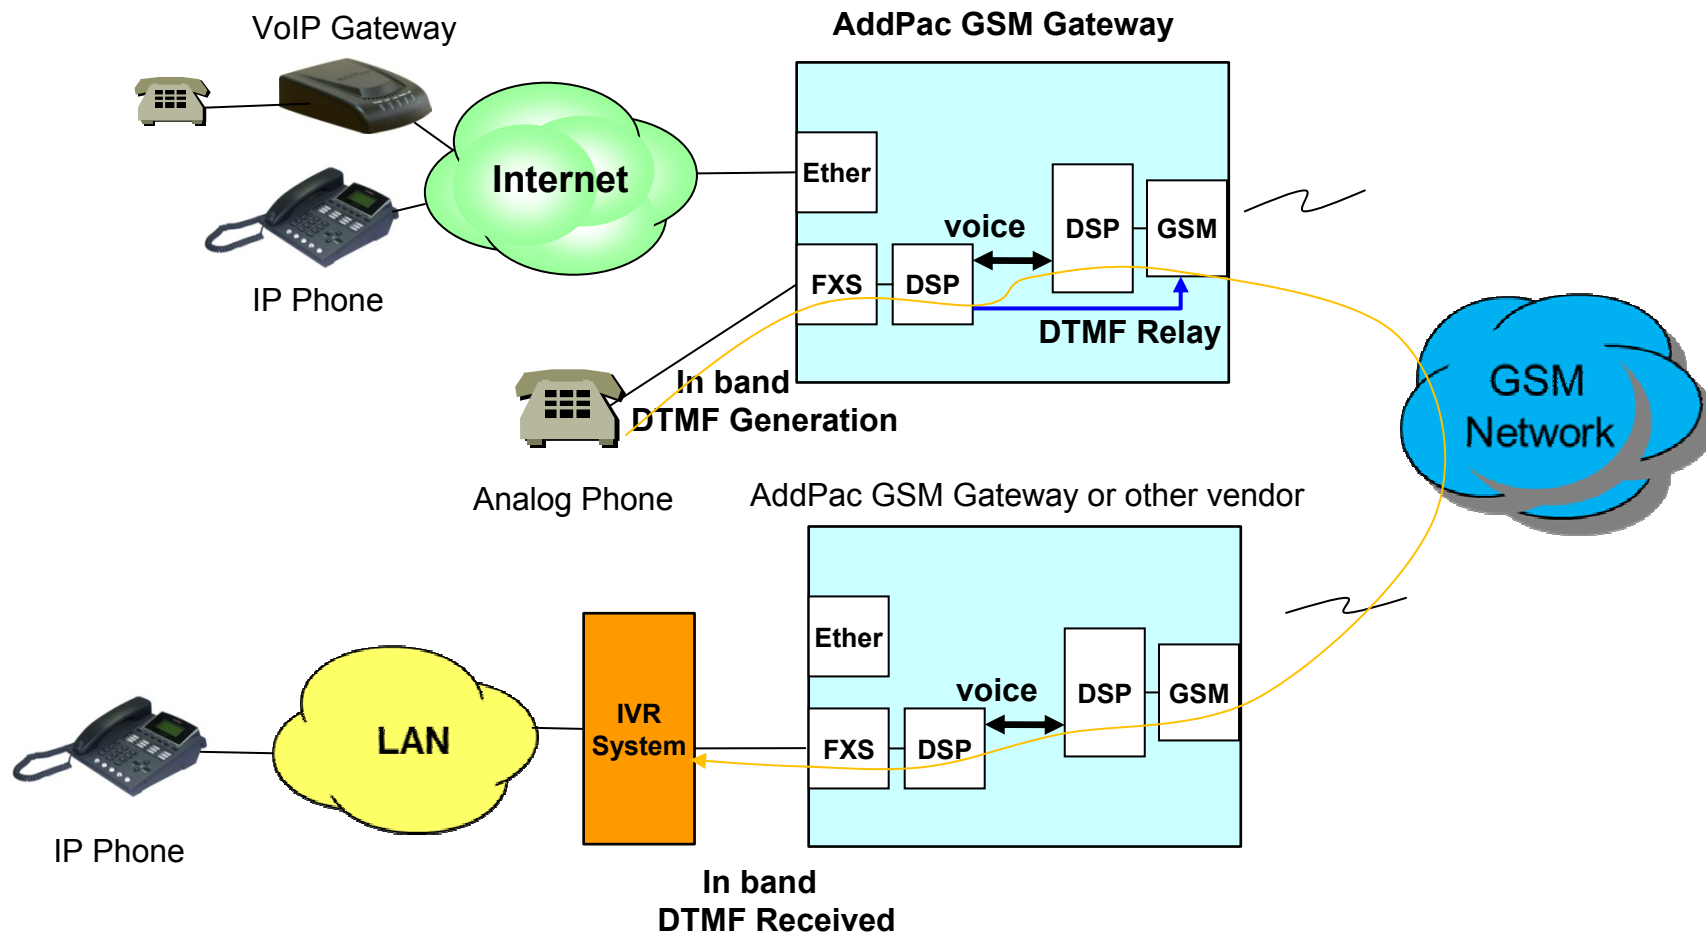 VoIP Gateway
AddPac GSM Gateway
Internet
Ether
voice
DSP
GSM
FXS
DSP
IP Phone
DTMF Relay
In band
DTMF Generation
GSM
Network
Analog Phone
AddPac GSM Gateway or other vendor
Ether
voice
DSP
GSM
IVR
System
LAN
FXS
DSP
IP Phone
In band
DTMF Received